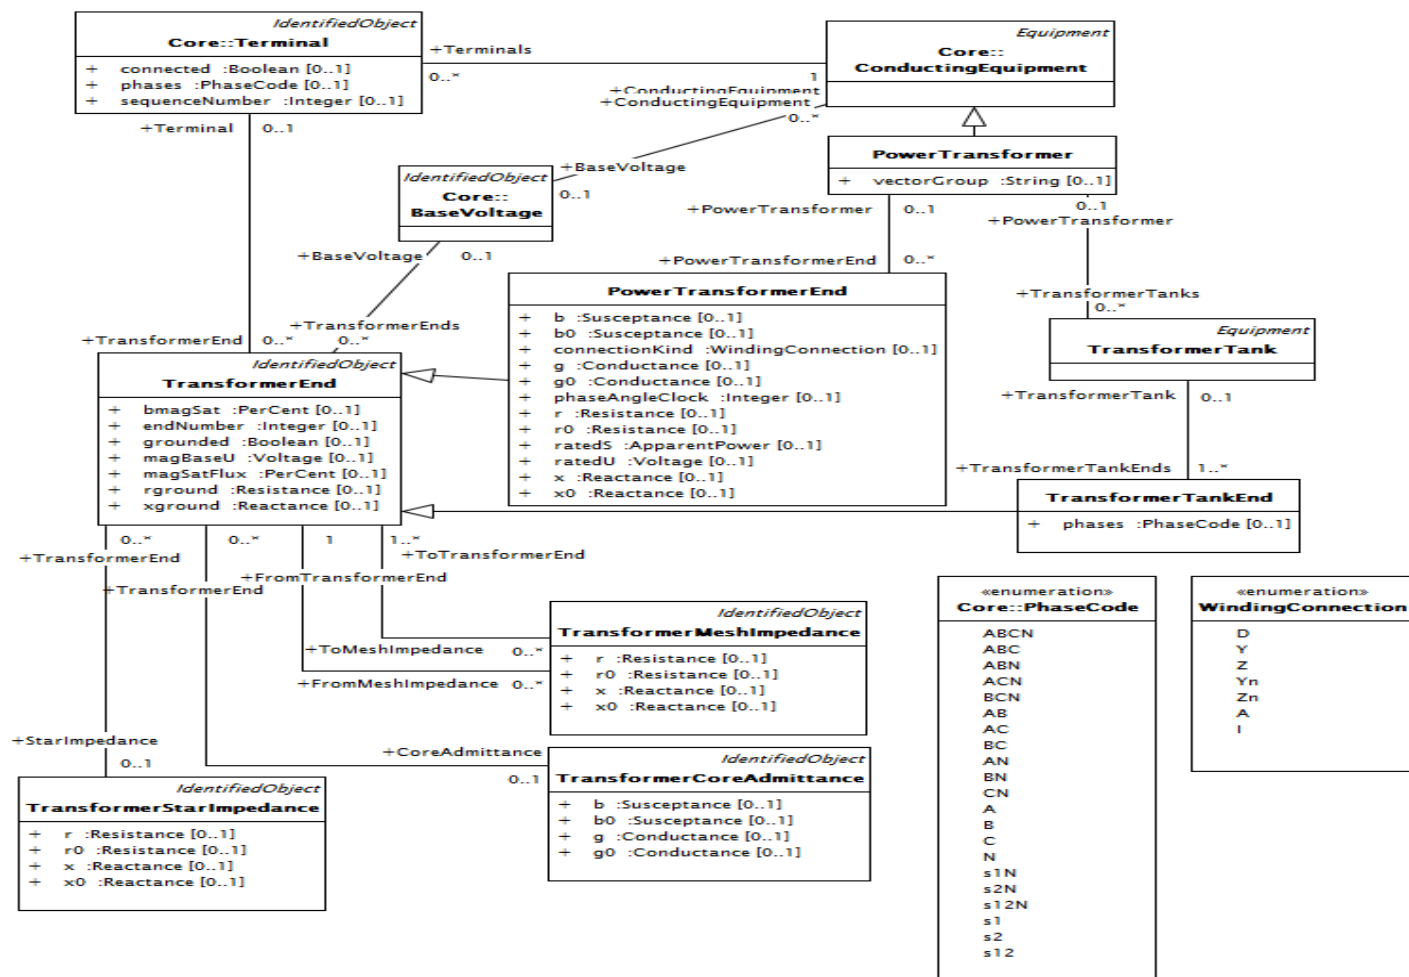 IdentifiedObject
Core::Terminal
+ connected :Boolean [0..1]
+ phases :PhaseCode [0..1]
+ sequenceNumber :Integer [0..1]
+Terminals
0..*
1
+ConductingEquipment
+ConductingEquipment
0..*
Equipment
Core::
ConductingEquipment
+Terminal 0..1
+BaseVoltage
0..1
IdentifiedObject
Core::
BaseVoltage
PowerTransformer
+ vectorGroup :String [0..1]
+PowerTransformer 0..1
0..1
+PowerTransformer
+BaseVoltage 0..1
+PowerTransformerEnd 0..*
+TransformerTanks
0..*
+TransformerEnds
+TransformerEnd 0..* 0..*
PowerTransformerEnd
+ b :Susceptance [0..1]
+ b0 :Susceptance [0..1]
+ connectionKind :WindingConnection [0..1]
+ g :Conductance [0..1]
+ g0 :Conductance [0..1]
+ phaseAngleClock :Integer [0..1]
+ r :Resistance [0..1]
+ r0 :Resistance [0..1]
+ ratedS :ApparentPower [0..1]
+ ratedU :Voltage [0..1]
+ x :Reactance [0..1]
+ x0 :Reactance [0..1]
Equipment
TransformerTank
+TransformerTank 0..1
+TransformerTankEnds 1..*
IdentifiedObject
TransformerEnd
+ bmagSat :PerCent [0..1]
+ endNumber :Integer [0..1]
+ grounded :Boolean [0..1]
+ magBaseU :Voltage [0..1]
+ magSatFlux :PerCent [0..1]
+ rground :Resistance [0..1]
+ xground :Reactance [0..1]
TransformerTankEnd
+ phases :PhaseCode [0..1]
0..* 0..* 1 1..*
+TransformerEnd
+ToTransformerEnd
+FromTransformerEnd
+TransformerEnd
IdentifiedObject
TransformerMeshImpedance
+ r :Resistance [0..1]
+ r0 :Resistance [0..1]
+ x :Reactance [0..1]
+ x0 :Reactance [0..1]
+ToMeshImpedance 0..*
+FromMeshImpedance 0..*
+StarImpedance
0..1
+CoreAdmittance
0..1
IdentifiedObject
TransformerStarImpedance
+ r :Resistance [0..1]
+ r0 :Resistance [0..1]
+ x :Reactance [0..1]
+ x0 :Reactance [0..1]
IdentifiedObject
TransformerCoreAdmittance
+ b :Susceptance [0..1]
+ b0 :Susceptance [0..1]
+ g :Conductance [0..1]
+ g0 :Conductance [0..1]
«enumeration»
Core::PhaseCode
ABCN
ABC
ABN
ACN
BCN
AB
AC
BC
AN
BN
CN
A
B
C
N
s1N
s2N
s12N
s1
s2
s12
«enumeration»
WindingConnection
D
Y
Z
Yn
Zn
A
I